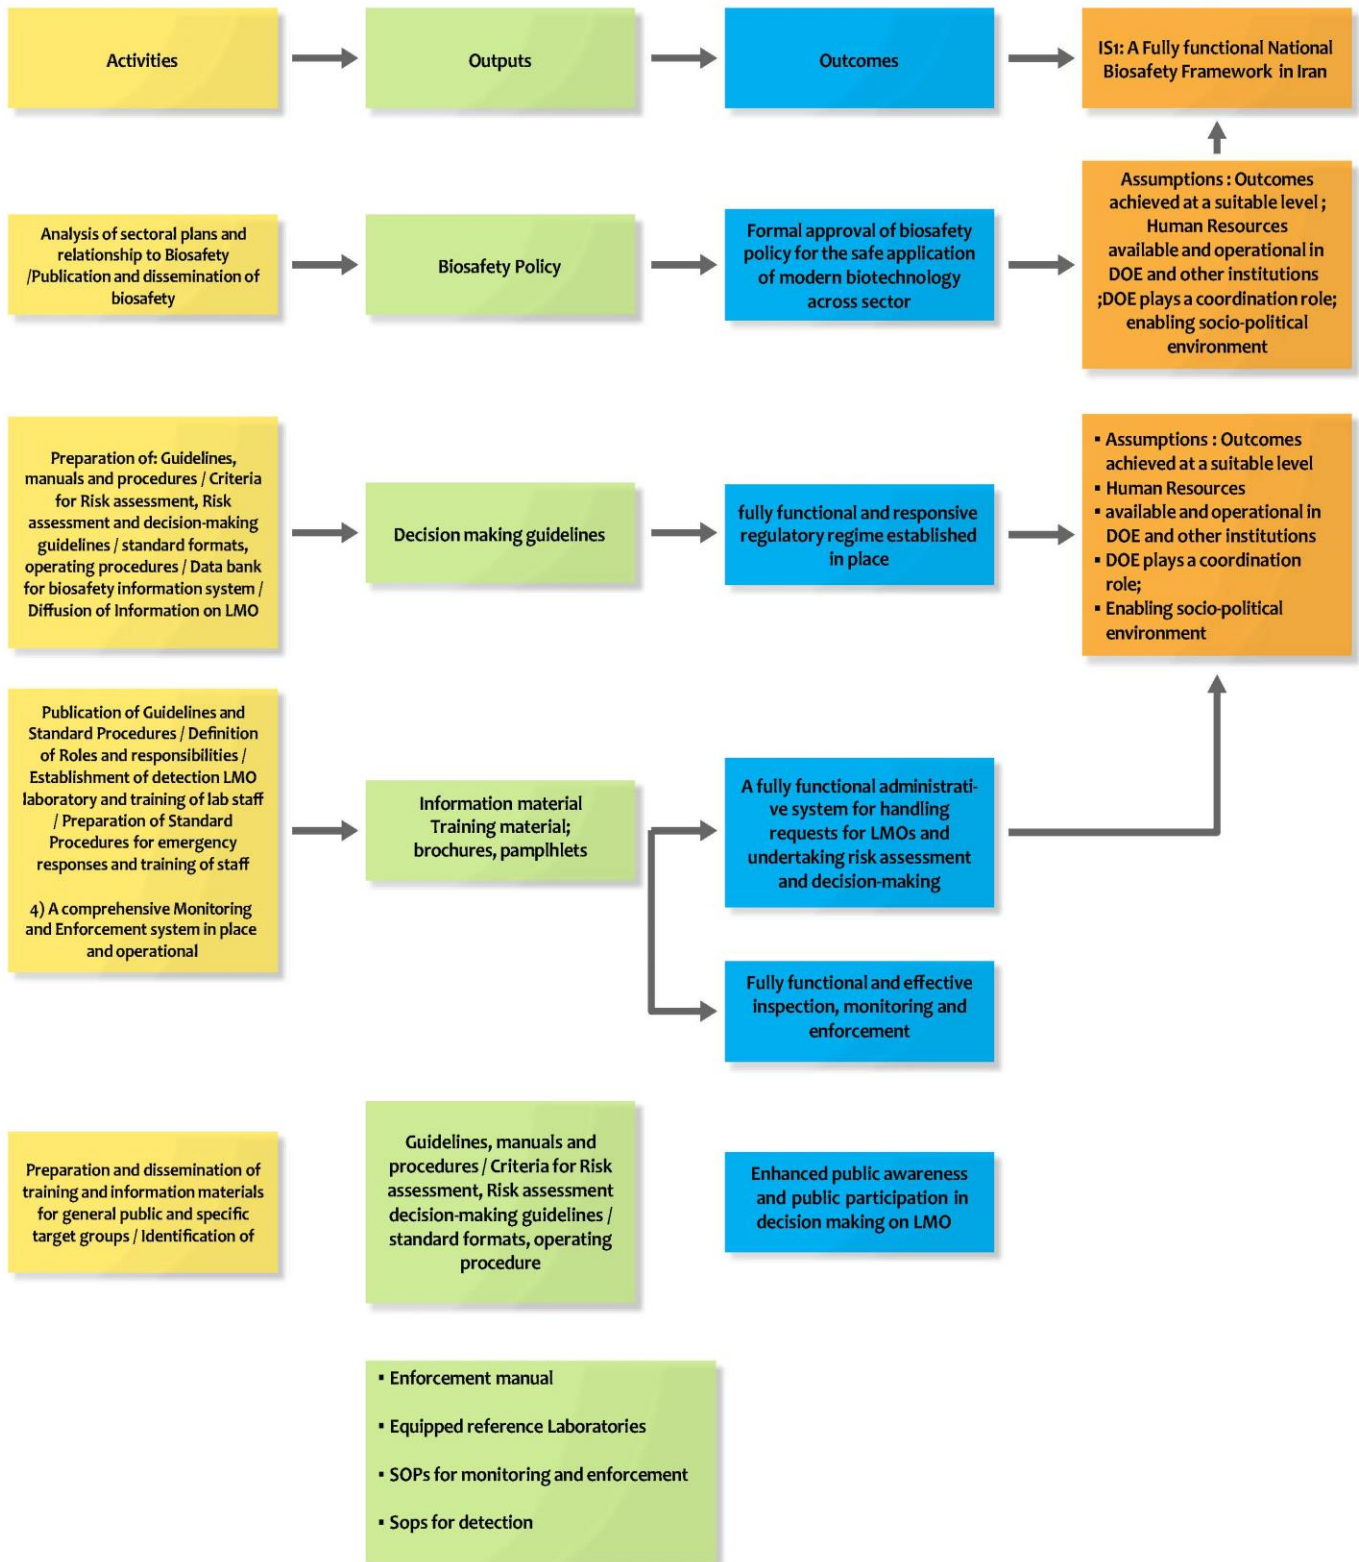 Activities
Outputs
Outcomes
IS1: A Fully functional National
Biosafety Framework in Iran
Analysis of sectoral plans and
relationship to Biosafety
/Publication and dissemination of
biosafety
Biosafety Policy
Formal approval of biosafety
policy for the safe application
of modern biotechnology
across sector
Assumptions : Outcomes
achieved at a suitable level ;
Human Resources
available and operational in
DOE and other institutions
;DOE plays a coordination role;
enabling socio-political
environment
Preparation of: Guidelines,
manuals and procedures / Criteria
for Risk assessment, Risk
assessment and decision-making
guidelines / standard formats,
operating procedures / Data bank
for biosafety information system /
Diffusion of Information on LMO
Decision making guidelines
fully functional and responsive
regulatory regime established
in place
▪ Assumptions : Outcomes
achieved at a suitable level
▪ Human Resources
▪ available and operational in
DOE and other institutions
▪ DOE plays a coordination
role;
▪ Enabling socio-political
environment
Publication of Guidelines and
Standard Procedures / Definition
of Roles and responsibilities /
Establishment of detection LMO
laboratory and training of lab staff
/ Preparation of Standard
Procedures for emergency
responses and training of staff
4) A comprehensive Monitoring
and Enforcement system in place
and operational
Information material
Training material;
brochures, pamplhlets
A fully functional administrati-
ve system for handling
requests for LMOs and
undertaking risk assessment
and decision-making
Fully functional and effective
inspection, monitoring and
enforcement
Preparation and dissemination of
training and information materials
for general public and specific
target groups / Identification of
Guidelines, manuals and
procedures / Criteria for Risk
assessment, Risk assessment
decision-making guidelines /
standard formats, operating
procedure
Enhanced public awareness
and public participation in
decision making on LMO
▪ Enforcement manual
▪ Equipped reference Laboratories
▪ SOPs for monitoring and enforcement
▪ Sops for detection